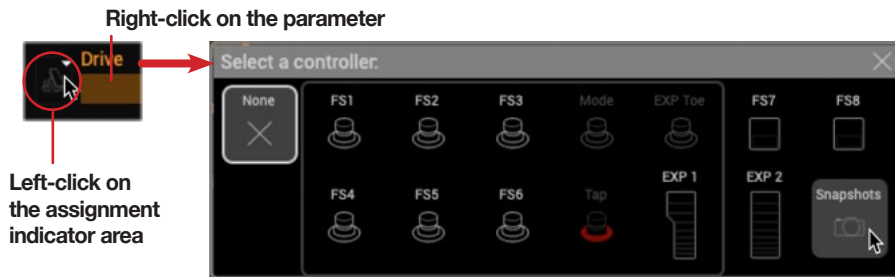 Right-click on the parameter
Drive
Select a controller:
None
FS1
FS2
FS3
Mode
EXP Toe
FS7
FS8
EXP 1
EXP 2
FS4
FS5
FS6
Tap
Snapshots
Left-click on
the assignment
indicator area